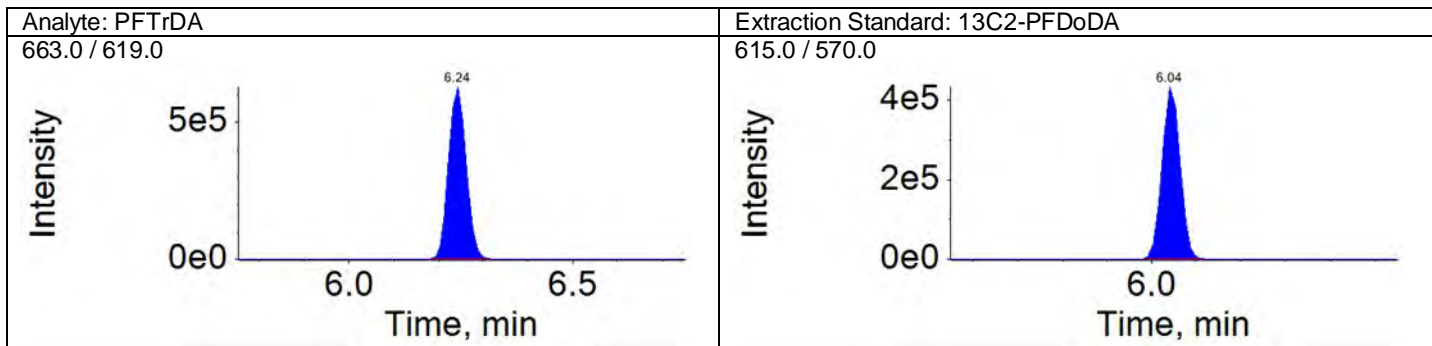 Analyte: PFTrDA
663.0 / 619.0
6.24
5e5
0e0
Intensity
6.0 6.5
Time, min
Extraction Standard: 13C2-PFDoDA
615.0 / 570.0
6.04
4e5
2e5
0e0
Intensity
6.0
Time, min